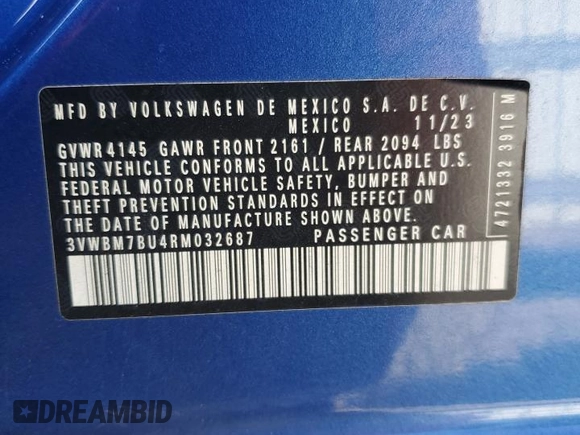 MFD BY VOLKSWAGEN DE MEXICO S.A. DE C.V.
MEXICO 11/23
GVWR 4145 GAWR FRONT 2161 / REAR 2094 LBS
THIS VEHICLE CONFORMS TO ALL APPLICABLE U.S.
FEDERAL MOTOR VEHICLE SAFETY, BUMPER AND
THEFT PREVENTION STANDARDS IN EFFECT ON
THE DATE OF MANUFACTURE SHOWN ABOVE.
3VWBM7BU4RM032687 PASSENGER CAR
4721332 3916 M
DREAMBID